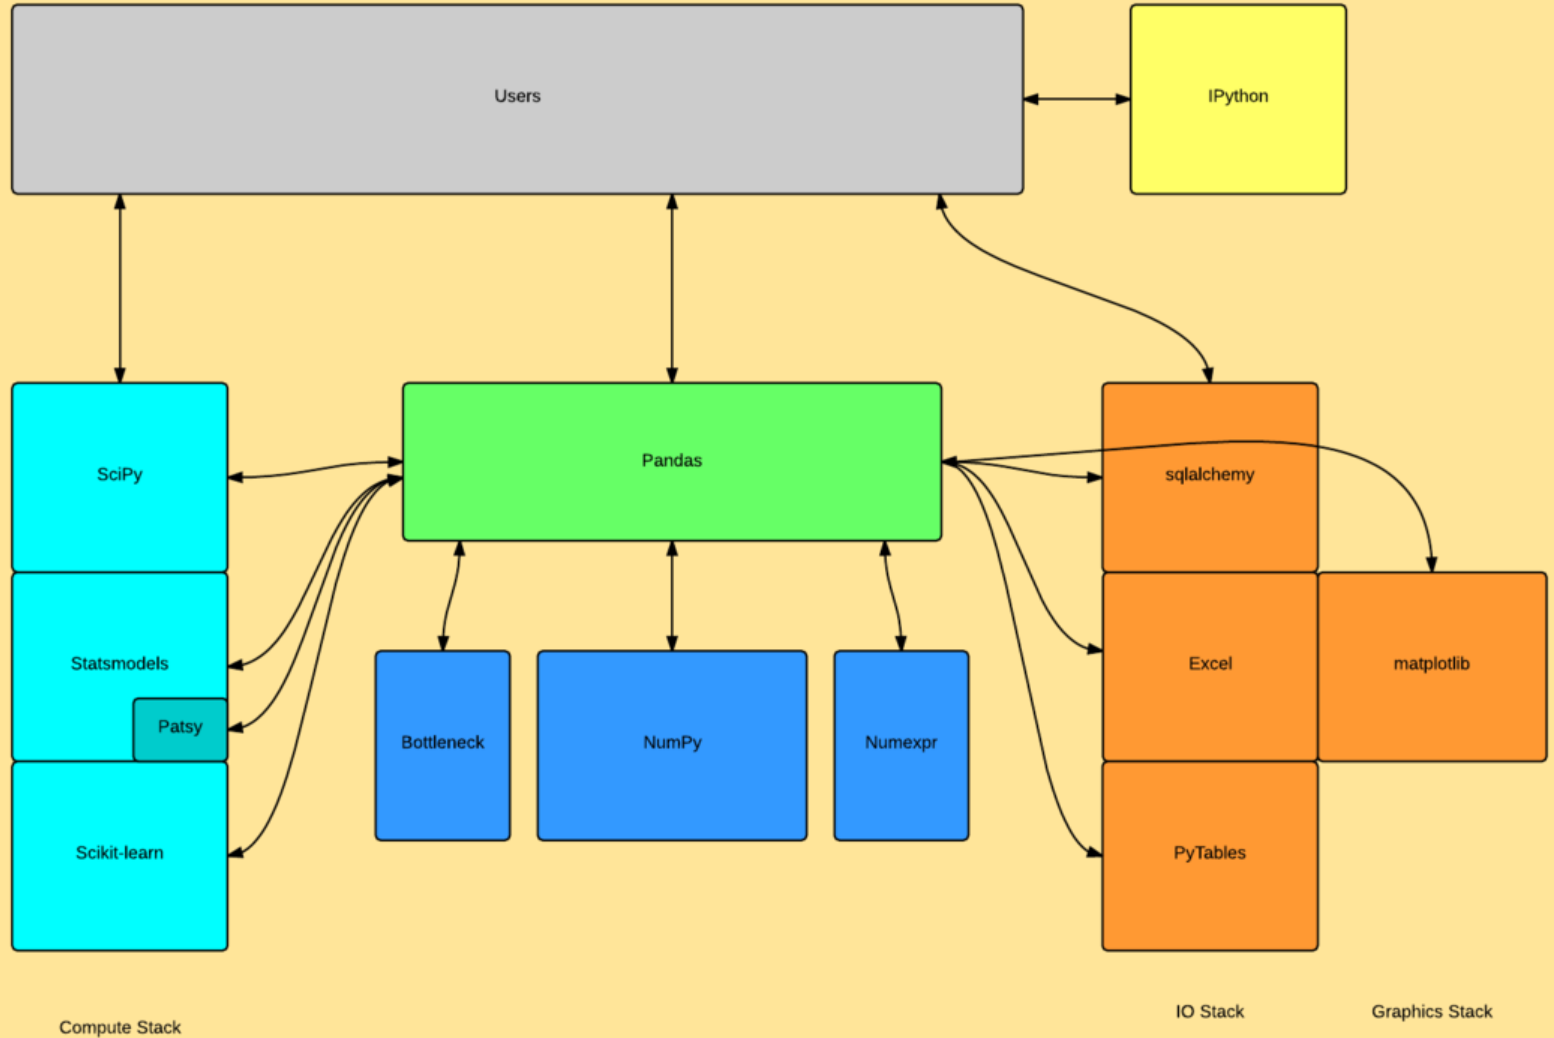 Users
IPython
SciPy
Pandas
sqlalchemy
Statsmodels
Excel
matplotlib
Patsy
Bottleneck
NumPy
Numexpr
Scikit-learn
PyTables
IO Stack
Graphics Stack
Compute Stack